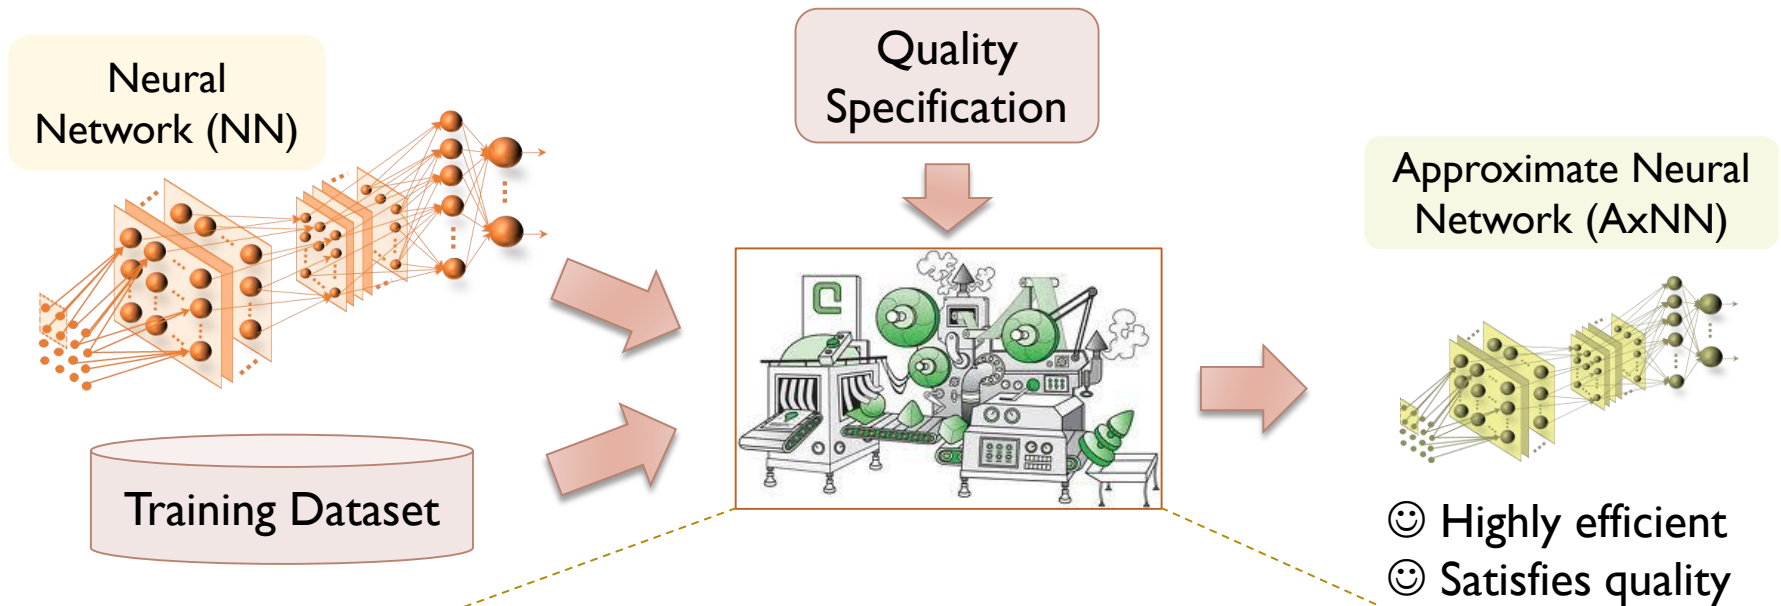 Neural
Network (NN)
Quality
Specification
Approximate Neural
Network (AxNN)
Training Dataset
☺ Highly efficient
☺ Satisfies quality